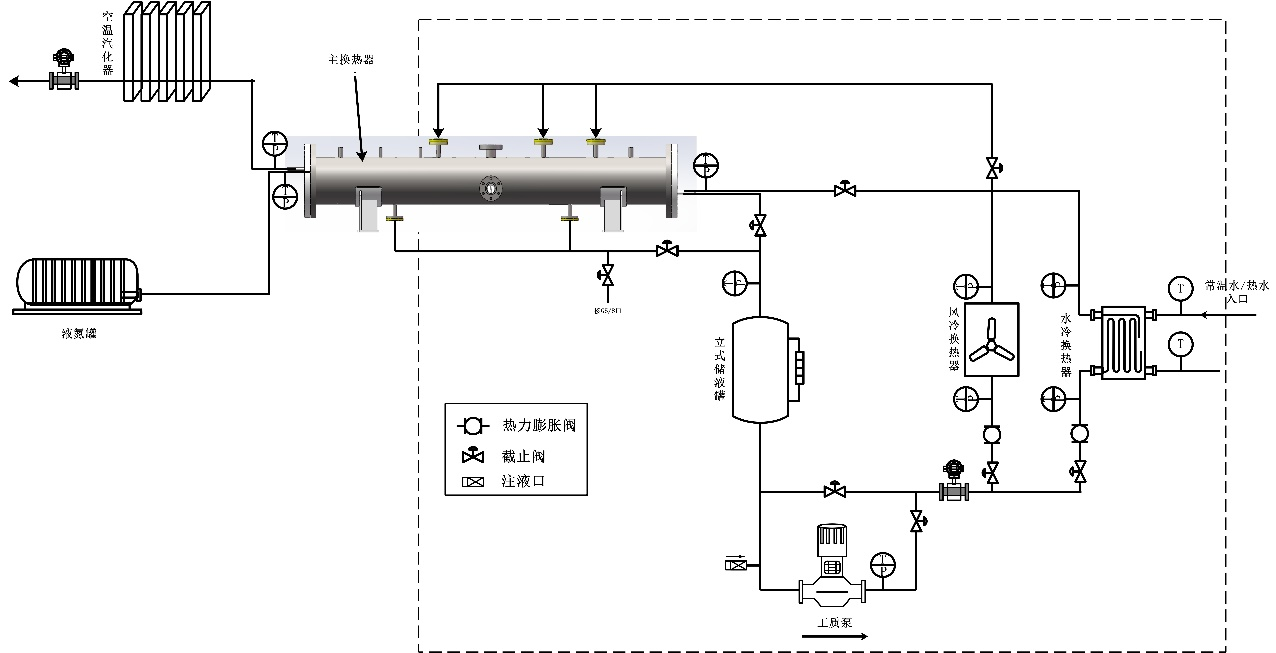 空温汽化器
主换热器
T
P
T
P
T
P
液氮罐
P
立式储液罐
P
风冷换热器
P
P
水冷换热器
P
T
常温水/热水
入口
T
热力膨胀阀
截止阀
注液口
T
P
工质泵